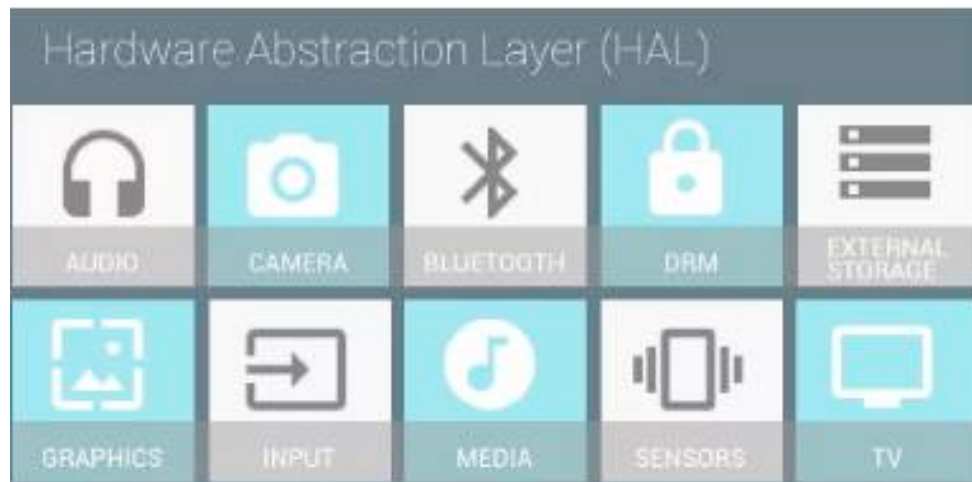 Hardware Abstraction Layer (HAL)
AUDIO
CAMERA
BLUETOOTH
DRM
EXTERNAL
STORAGE
GRAPHICS
INPUT
MEDIA
SENSORS
TV